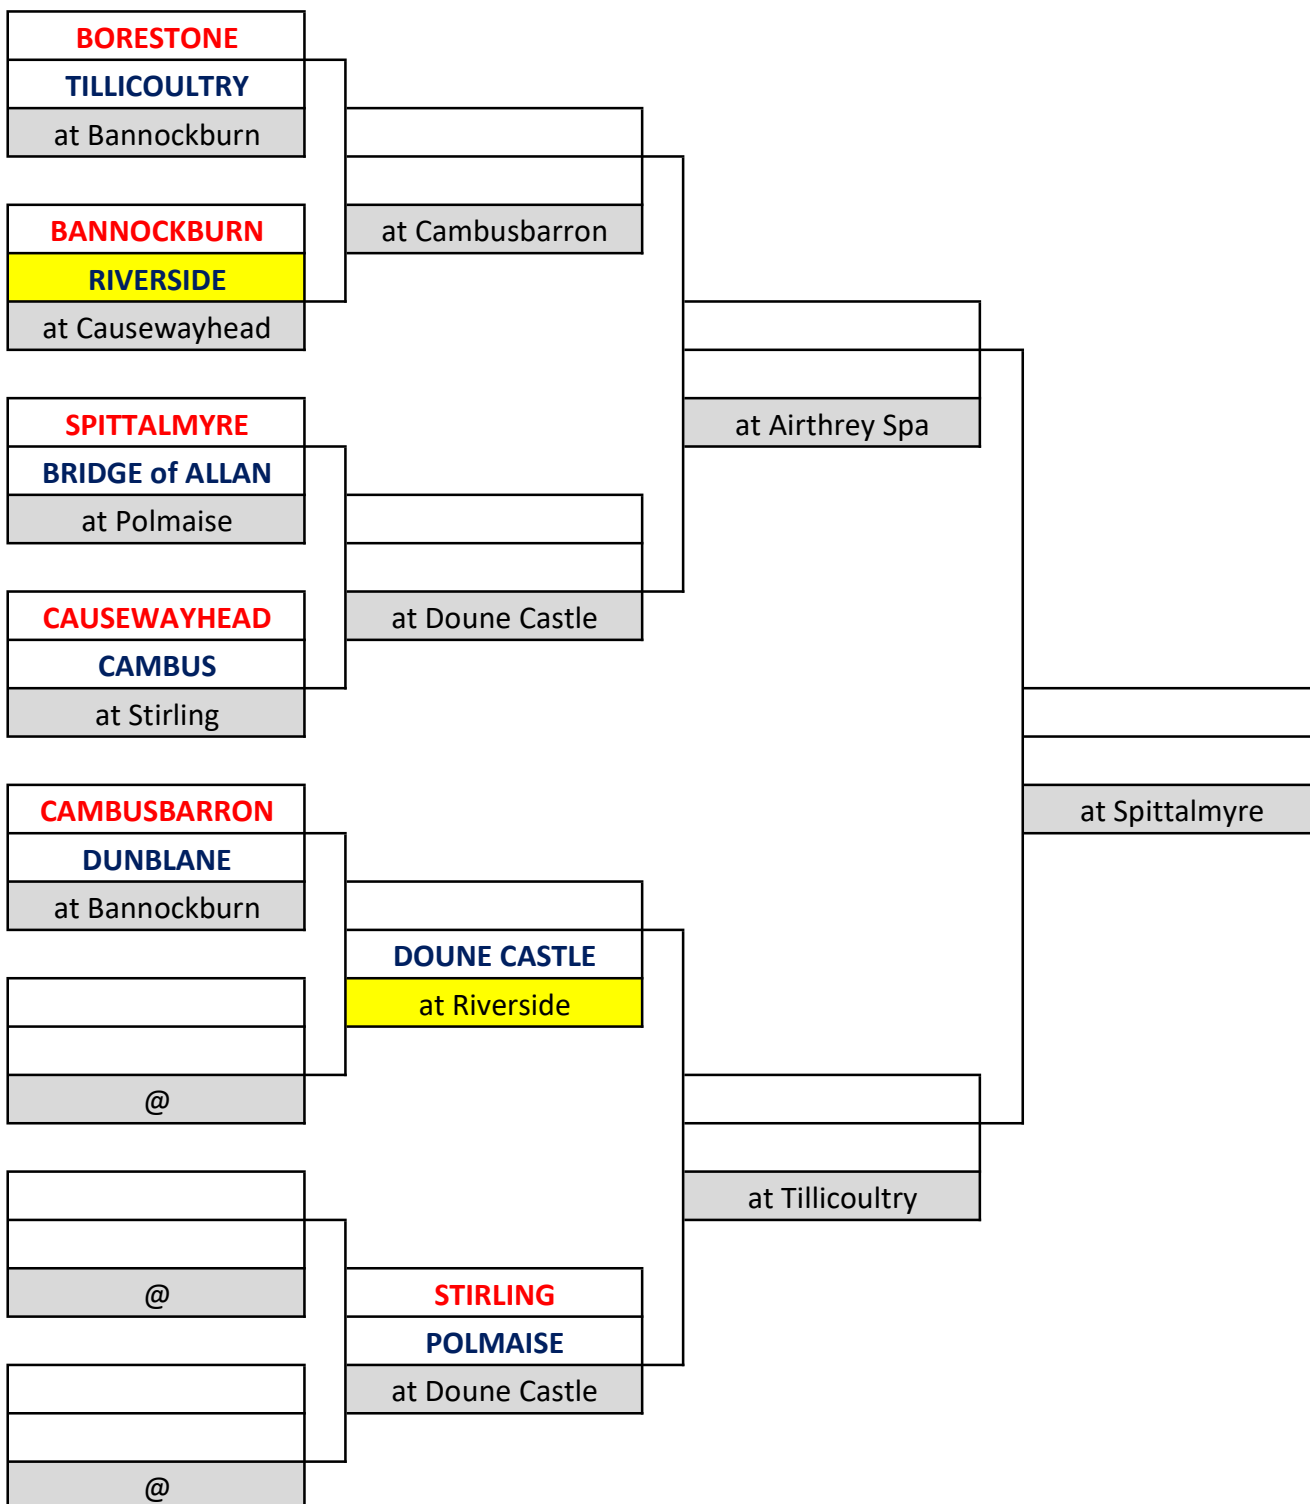 BORESTONE
TILLICOULTRY
at Bannockburn
BANNOCKBURN
RIVERSIDE
at Causewayhead
SPITTALMYRE
BRIDGE of ALLAN
at Polmaise
CAUSEWAYHEAD
CAMBUS
at Stirling
CAMBUSBARRON
DUNBLANE
at Bannockburn
@
@
@
at Cambusbarron
at Doune Castle
DOUNE CASTLE
at Riverside
STIRLING
POLMAISE
at Doune Castle
at Airthrey Spa
at Tillicoultry
at Spittalmyre